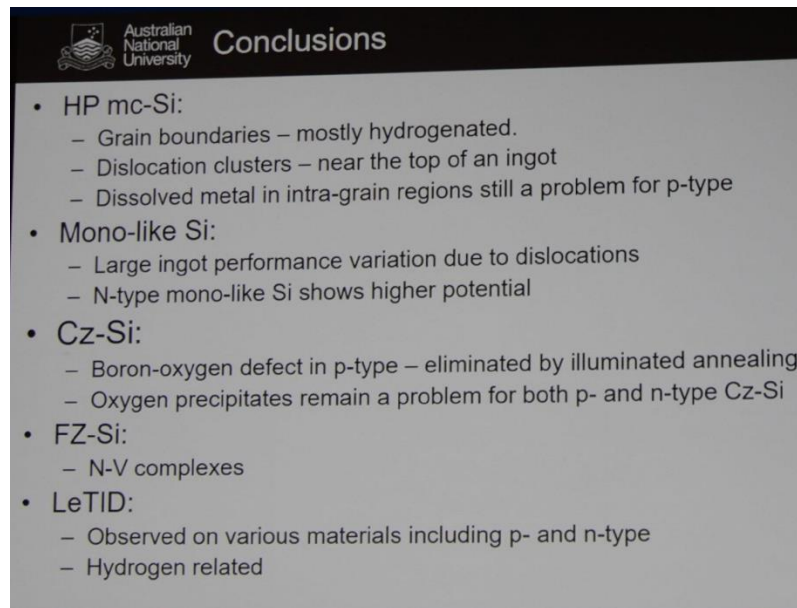 Australian
National
University
Conclusions
• HP mc-Si:
– Grain boundaries – mostly hydrogenated.
– Dislocation clusters – near the top of an ingot
– Dissolved metal in intra-grain regions still a problem for p-type
• Mono-like Si:
– Large ingot performance variation due to dislocations
– N-type mono-like Si shows higher potential
• Cz-Si:
– Boron-oxygen defect in p-type – eliminated by illuminated annealing
– Oxygen precipitates remain a problem for both p- and n-type Cz-Si
• FZ-Si:
– N-V complexes
• LeTID:
– Observed on various materials including p- and n-type
– Hydrogen related